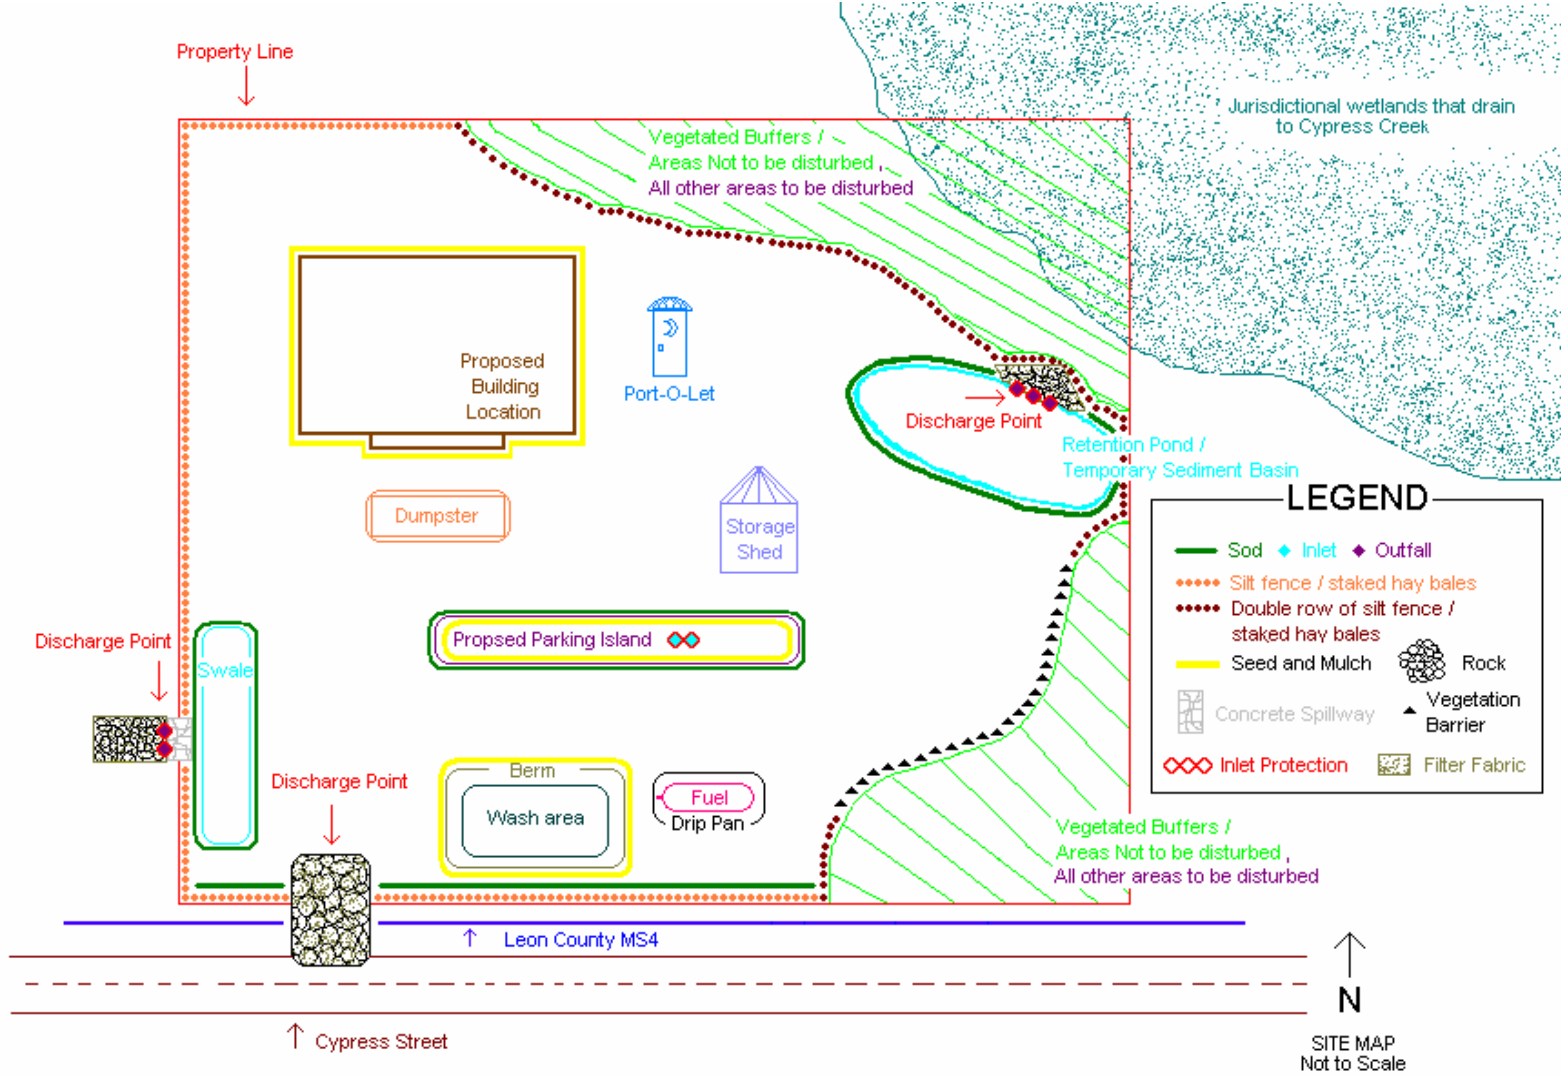 Property Line
Jurisdictional wetlands that drain
to Cypress Creek
Vegetated Buffers /
Areas Not to be disturbed ,
All other areas to be disturbed
Proposed
Building
Location
Port-O-Let
Discharge Point
Retention Pond /
Temporary Sediment Basin
Dumpster
Storage
Shed
Propsed Parking Island
Discharge Point
Swale
Discharge Point
Berm
Wash area
Fuel
Drip Pan
LEGEND
Sod
Inlet
Outfall
Silt fence / staked hay bales
Double row of silt fence /
staked hay bales
Seed and Mulch
Rock
Concrete Spillway
Vegetation
Barrier
Inlet Protection
Filter Fabric
Vegetated Buffers /
Areas Not to be disturbed ,
All other areas to be disturbed
Leon County MS4
Cypress Street
N
SITE MAP
Not to Scale